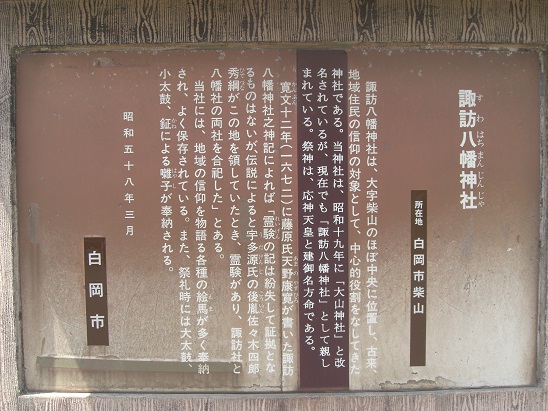 諏訪八幡神社
すわはちまんじんじゃ
所在地 白岡市柴山
諏訪八幡神社は、大字柴山のほぼ中央に位置し、古来、
地域住民の信仰の対象として、中心的役割をなしてきた
神社である。当神社は、昭和十九年に「大山神社」と改
名されているが、現在でも「諏訪八幡神社」として親し
まれている。祭神は、応神天皇と建御名方命である。
寛文十二年(一六七二)に藤原氏天野康寛が書いた諏訪
八幡神社之神記によれば「霊験の記は紛失して証拠とな
るものはないが、伝説によると宇多源氏の後胤佐々木四郎
秀綱がこの地を領していたとき、霊験があり、諏訪社と
八幡社の両社を合祀した」とある。
当社には、地域の信仰を物語る各種の絵馬が多く奉納
され、よく保存されている。また、祭礼時には大太鼓、
小太鼓、鉦による囃子が奉納される。
昭和五十八年三月
白岡市